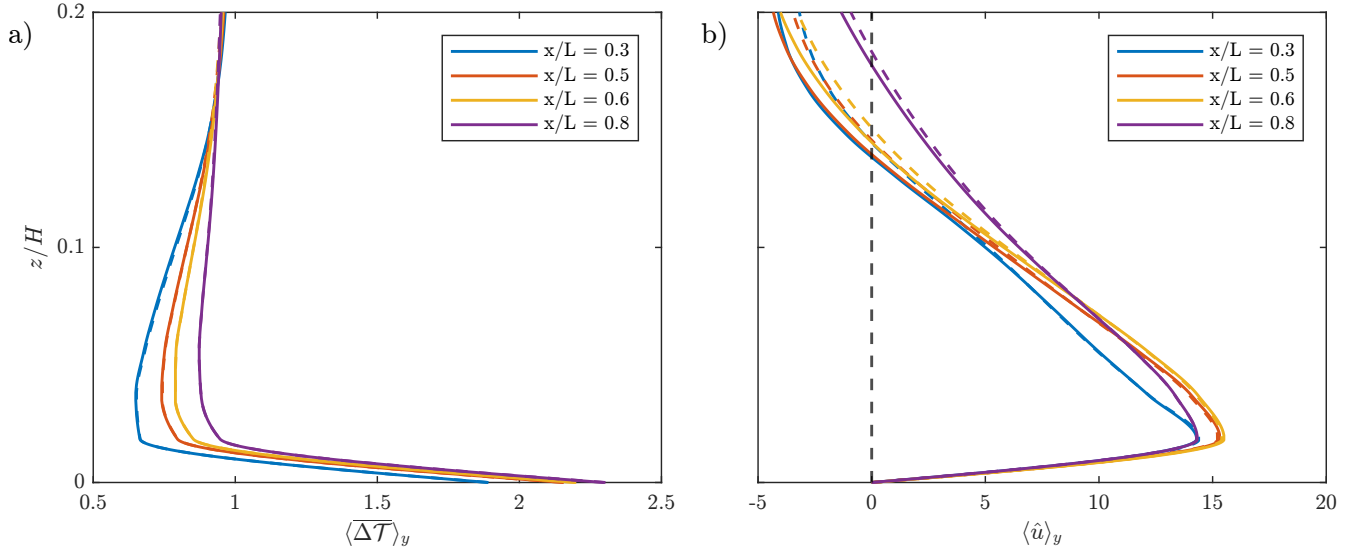 a)
0.2
0.1
0
z/H
0.5
1
1.5
2
2.5
⟨\overline{Δ𝒯}⟩_y
x/L = 0.3
x/L = 0.5
x/L = 0.6
x/L = 0.8
b)
-5
0
5
10
15
20
⟨û⟩_y
x/L = 0.3
x/L = 0.5
x/L = 0.6
x/L = 0.8